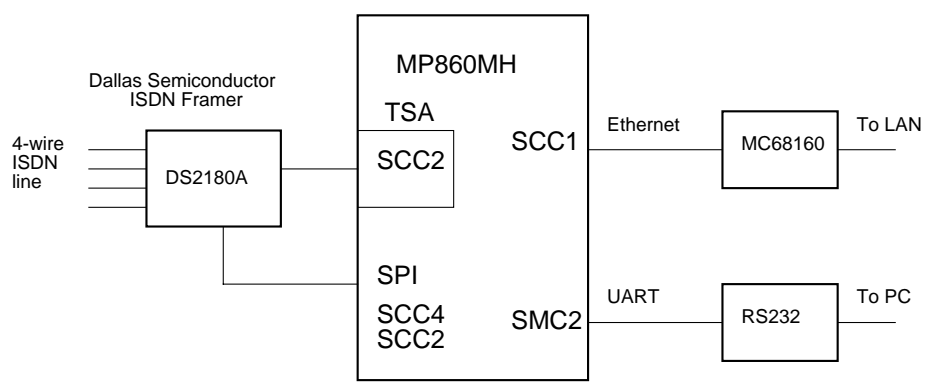 Dallas Semiconductor
ISDN Framer
4-wire
ISDN
line
DS2180A
MP860MH
TSA
SCC2
SPI
SCC4
SCC2
SCC1
SMC2
Ethernet
MC68160
To LAN
UART
RS232
To PC